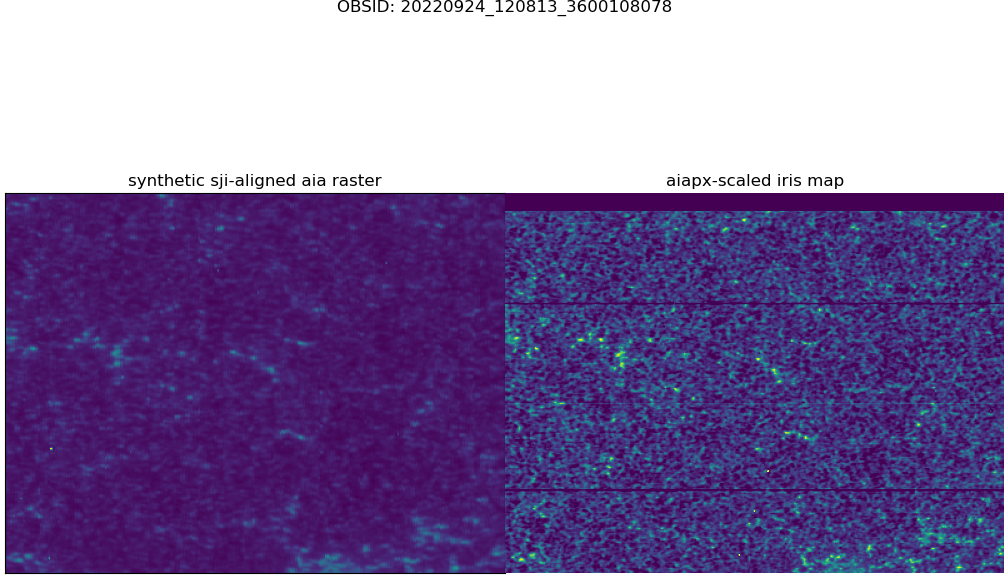 OBSID: 20220924_120813_3600108078
synthetic sji-aligned aia raster
aiapx-scaled iris map